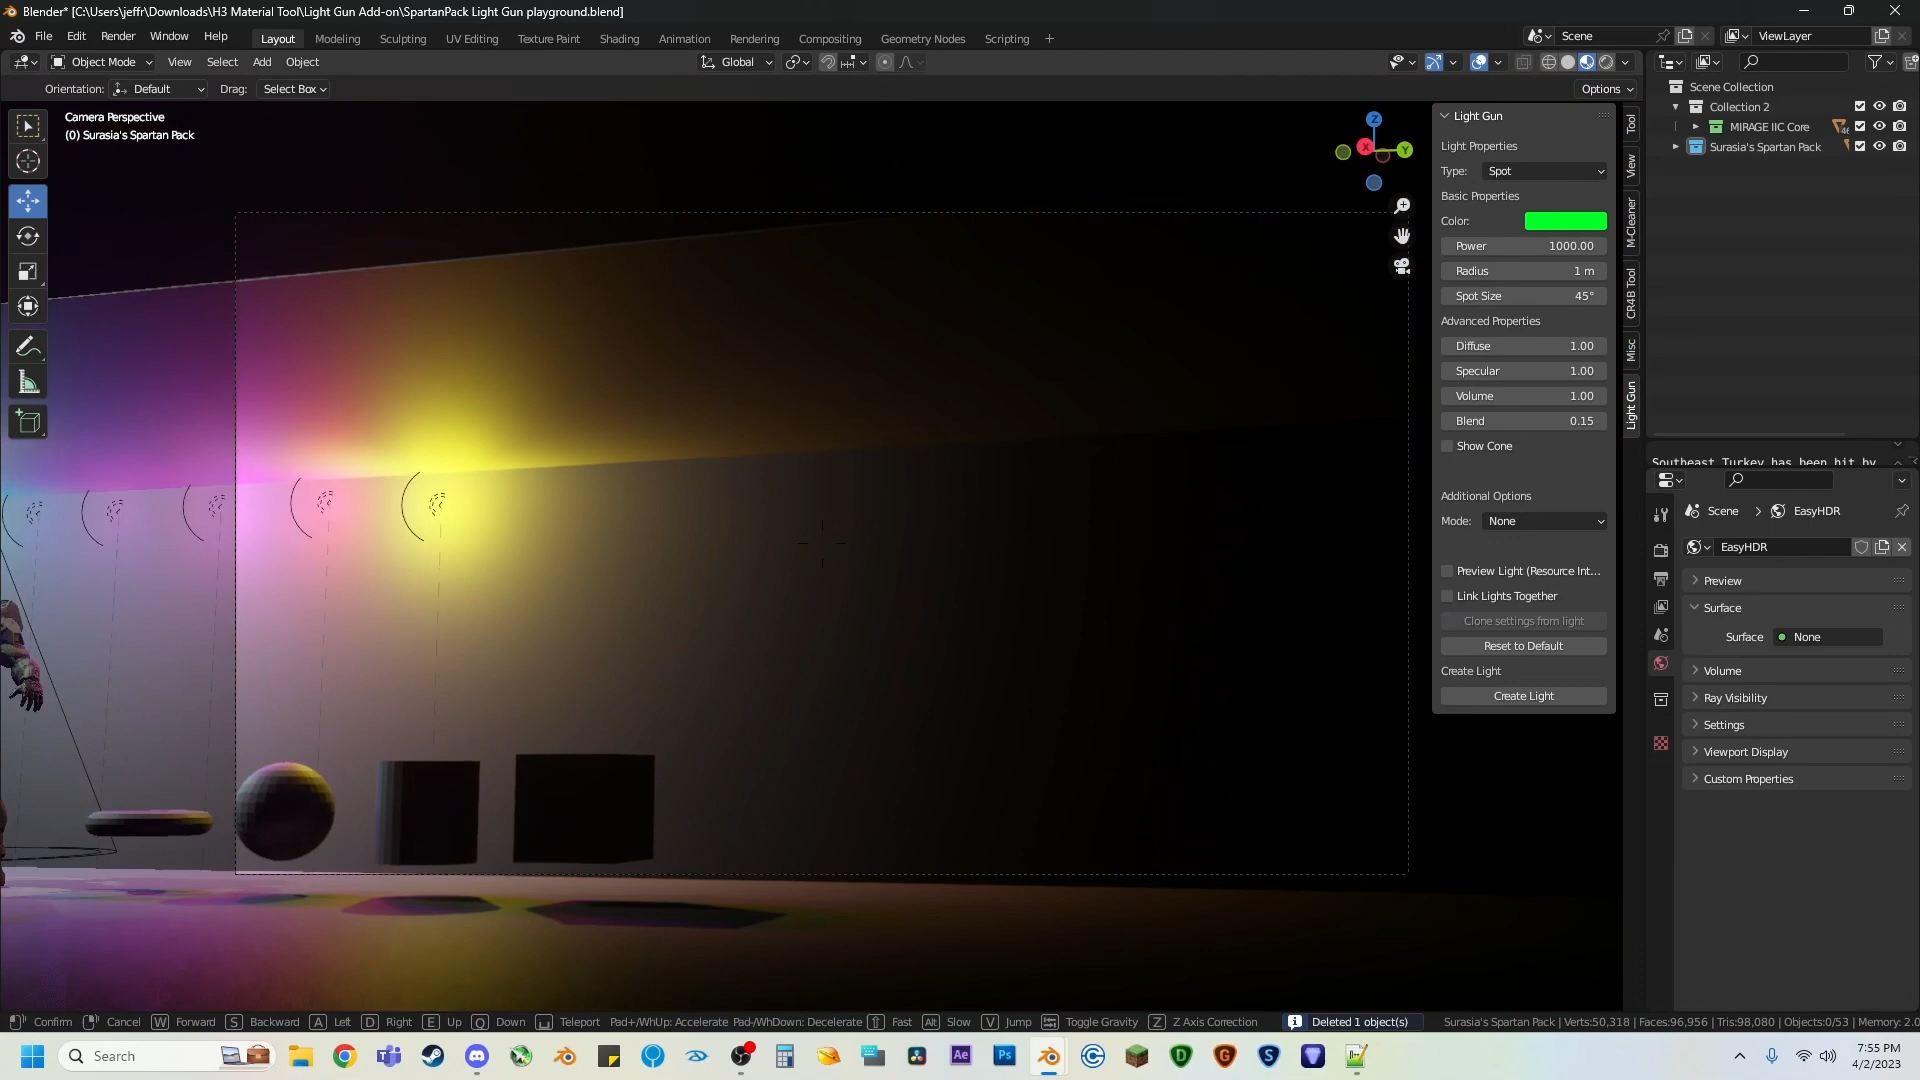 Blender* [C:\Users\jeffr\Downloads\H3 Material Tool\Light Gun Add-on\SpartanPack Light Gun playground.blend]
File Edit Render Window Help Layout Modeling Sculpting UV Editing Texture Paint Shading Animation Rendering Compositing Geometry Nodes Scripting + Scene ViewLayer
Object Mode View Select Add Object Global
Orientation: Default Drag: Select Box Options
Camera Perspective
(0) Surasia's Spartan Pack
Z
X
Y
Light Gun
Light Properties
Type: Spot
Basic Properties
Color:
Power 1000.00
Radius 1 m
Spot Size 45°
Advanced Properties
Diffuse 1.00
Specular 1.00
Volume 1.00
Blend 0.15
Show Cone
Additional Options
Mode: None
Preview Light (Resource Int...
Link Lights Together
Clone settings from light
Reset to Default
Create Light
Create Light
Tool
View
M-Cleaner
CR4B Tool
Misc
Light Gun
Scene Collection
Collection 2
MIRAGE IIC Core
Surasia's Spartan Pack
Southeast Turkey has been hit by
Scene > EasyHDR
EasyHDR
Preview
Surface
Surface None
Volume
Ray Visibility
Settings
Viewport Display
Custom Properties
Confirm Cancel W Forward S Backward A Left D Right E Up Q Down Teleport Pad+/WhUp: Accelerate Pad-/WhDown: Decelerate Fast Alt Slow V Jump Toggle Gravity Z Z Axis Correction Deleted 1 object(s) Surasia's Spartan Pack | Verts:50,318 | Faces:96,956 | Tris:98,080 | Objects:0/53 | Memory: 2.0
Search Ae Ps
7:55 PM
4/2/2023